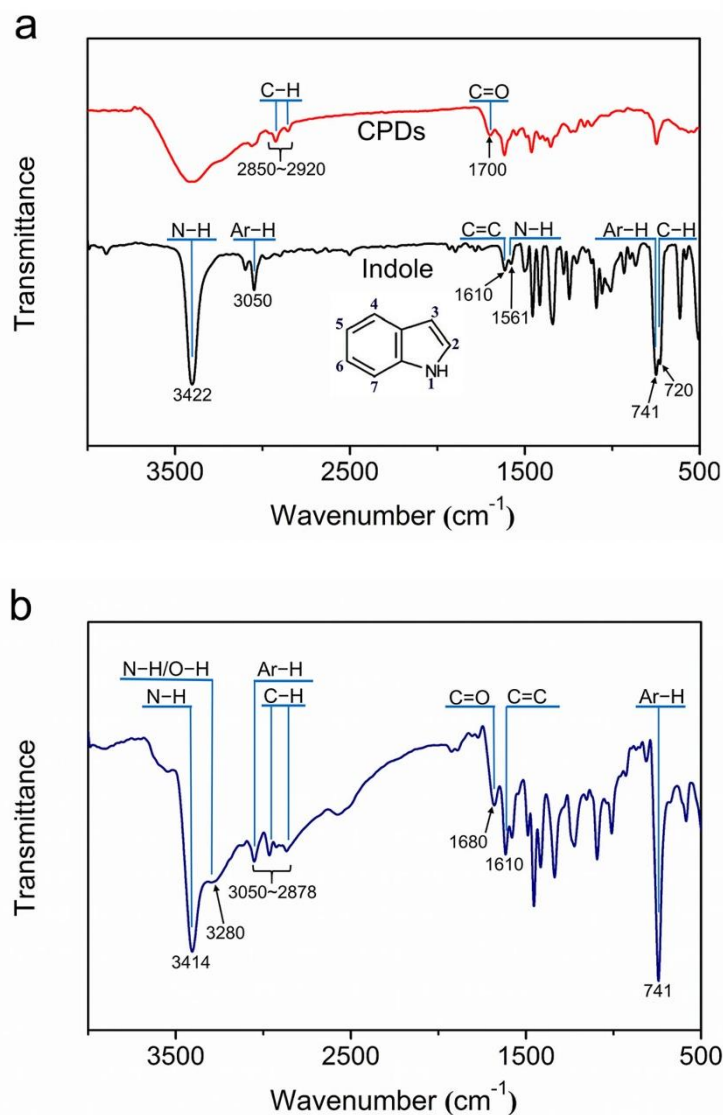 a
C−H
C=O
CPDs
2850~2920
1700
N−H
Ar−H
C=C
N−H
Ar−H
C−H
Indole
3050
1610
1561
4
3
5
2
6
7
NH
1
3422
741
720
Transmittance
3500
2500
1500
500
Wavenumber (cm⁻¹)
b
N−H/O−H
Ar−H
N−H
C−H
C=O
C=C
Ar−H
1680
1610
3050~2878
3280
3414
741
Transmittance
3500
2500
1500
500
Wavenumber (cm⁻¹)